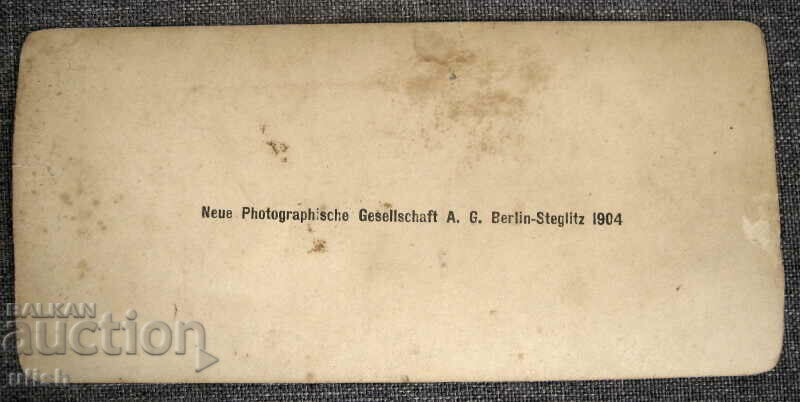 Neue Photographische Gesellschaft A. G. Berlin-Steglitz 1904
BALKAN
auction